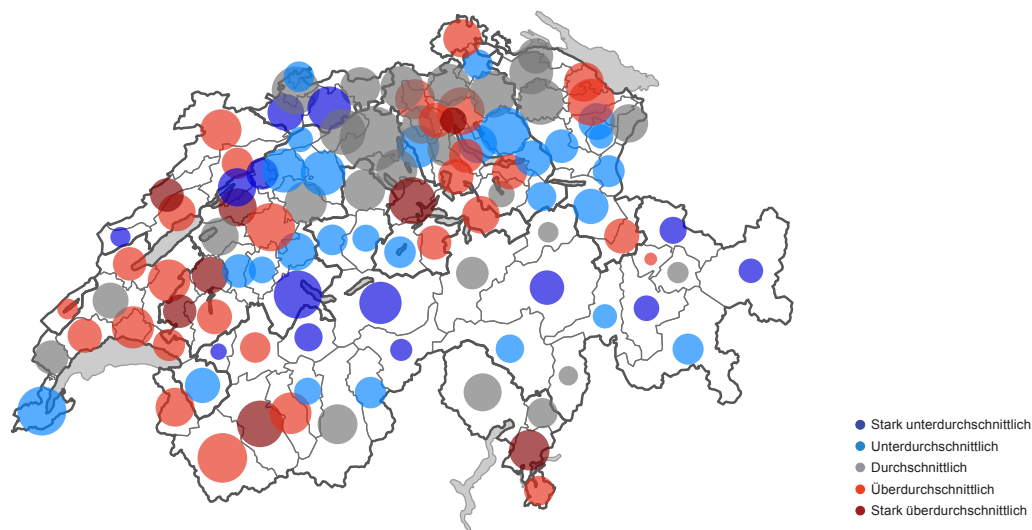 Stark unterdurchschnittlich
Unterdurchschnittlich
Durchschnittlich
Überdurchschnittlich
Stark überdurchschnittlich